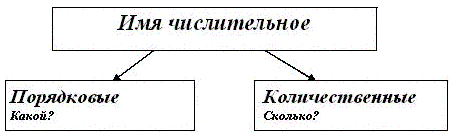 Имя числительное
Порядковые
Какой?
Количественные
Сколько?